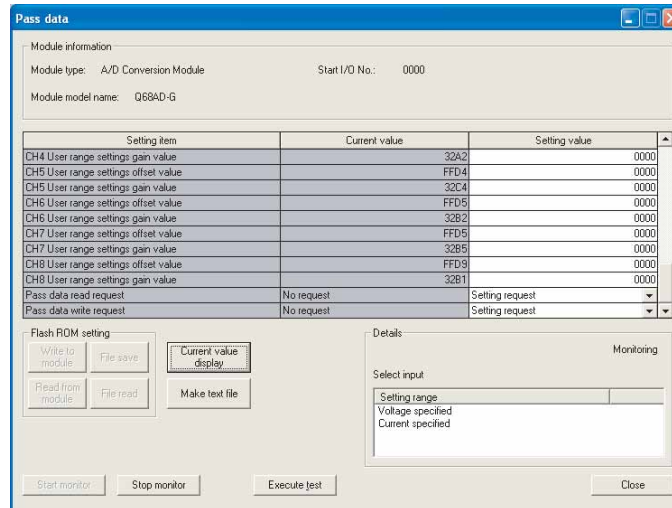 Pass data
Module information
Module type: A/D Conversion Module Start I/O No.: 0000
Module model name: Q68AD-G
Setting item Current value Setting value
CH4 User range settings gain value 32A2 0000
CH5 User range settings offset value FFD4 0000
CH5 User range settings gain value 32C4 0000
CH6 User range settings offset value FFD5 0000
CH6 User range settings gain value 32B2 0000
CH7 User range settings offset value FFD5 0000
CH7 User range settings gain value 32B5 0000
CH8 User range settings offset value FFD9 0000
CH8 User range settings gain value 32B1 0000
Pass data read request No request Setting request
Pass data write request No request Setting request
Flash ROM setting
Write to
module
File save
Current value
display
Read from
module
File read
Make text file
Details
Monitoring
Select input
Setting range
Voltage specified
Current specified
Start monitor Stop monitor Execute test Close